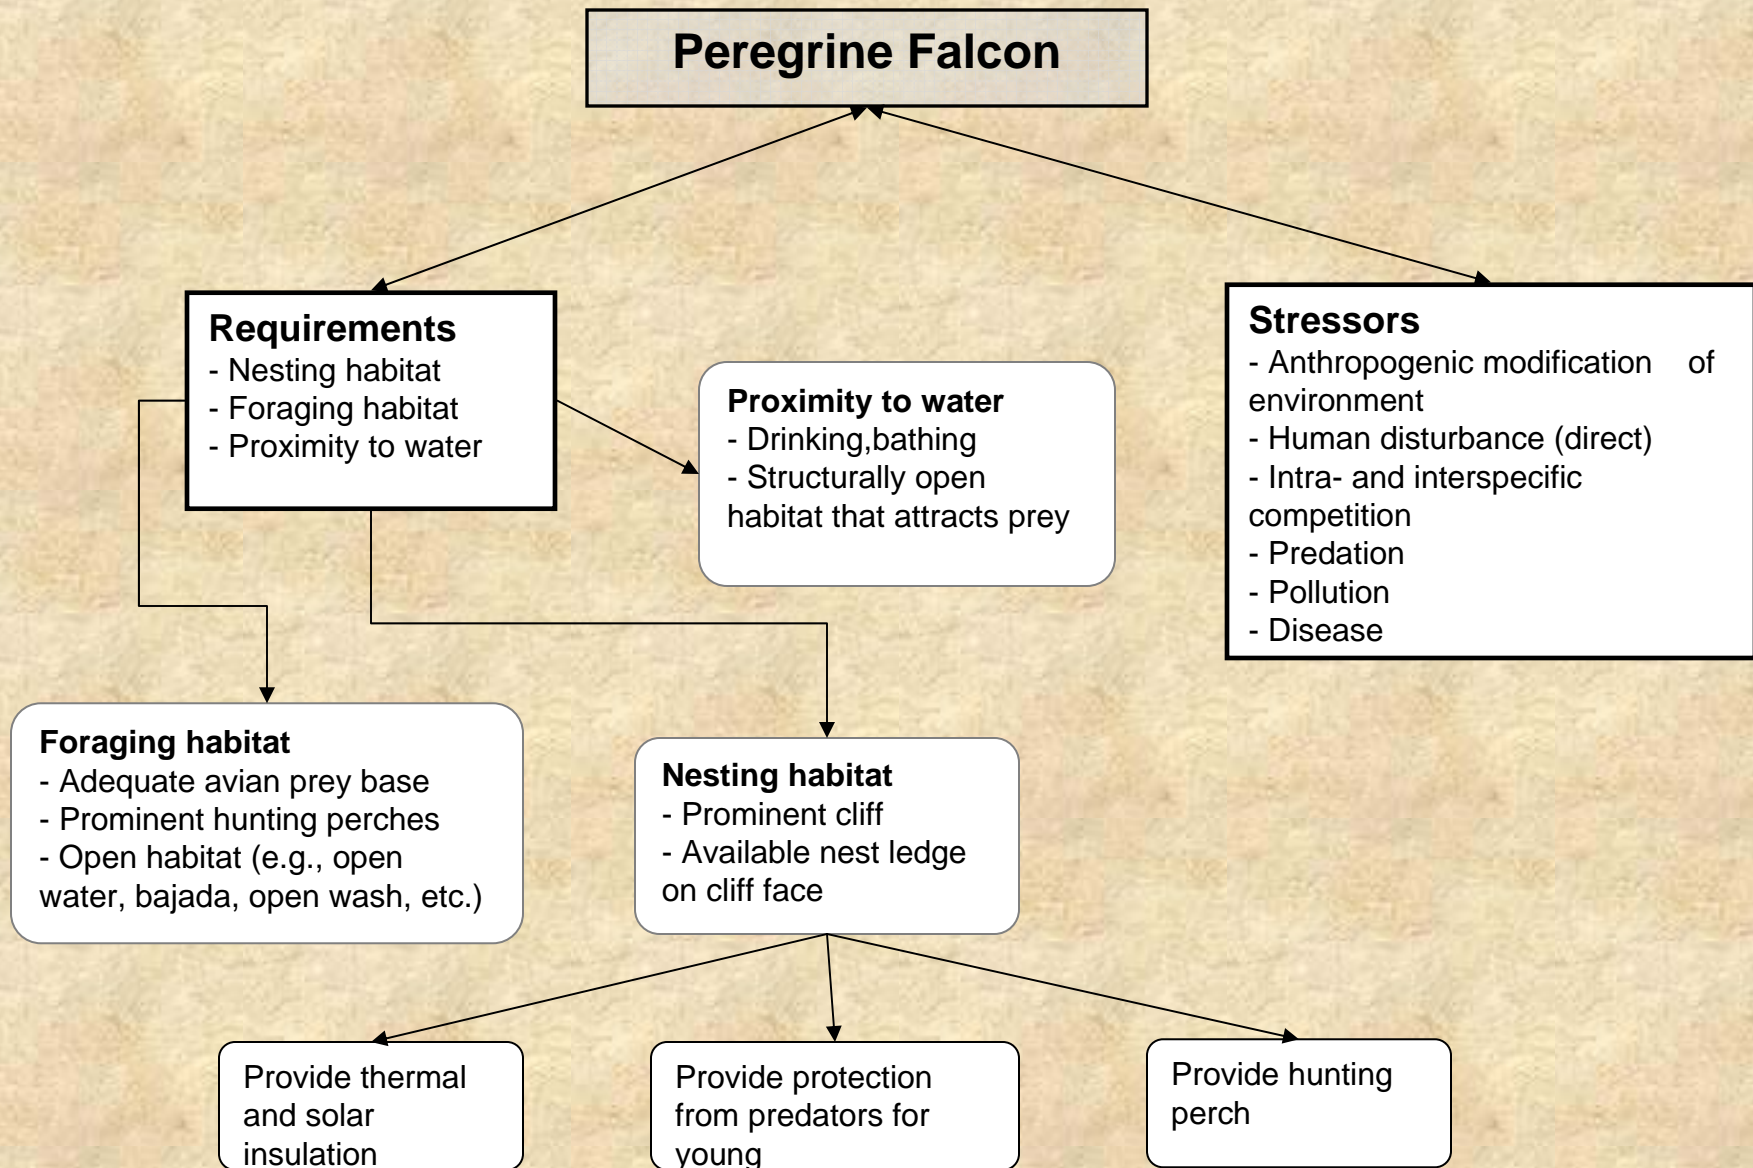 Peregrine Falcon
Requirements
- Nesting habitat
- Foraging habitat
- Proximity to water
Proximity to water
- Drinking,bathing
- Structurally open
habitat that attracts prey
Stressors
- Anthropogenic modification of
environment
- Human disturbance (direct)
- Intra- and interspecific
competition
- Predation
- Pollution
- Disease
Foraging habitat
- Adequate avian prey base
- Prominent hunting perches
- Open habitat (e.g., open
water, bajada, open wash, etc.)
Nesting habitat
- Prominent cliff
- Available nest ledge
on cliff face
Provide thermal
and solar
insulation
Provide protection
from predators for
young
Provide hunting
perch